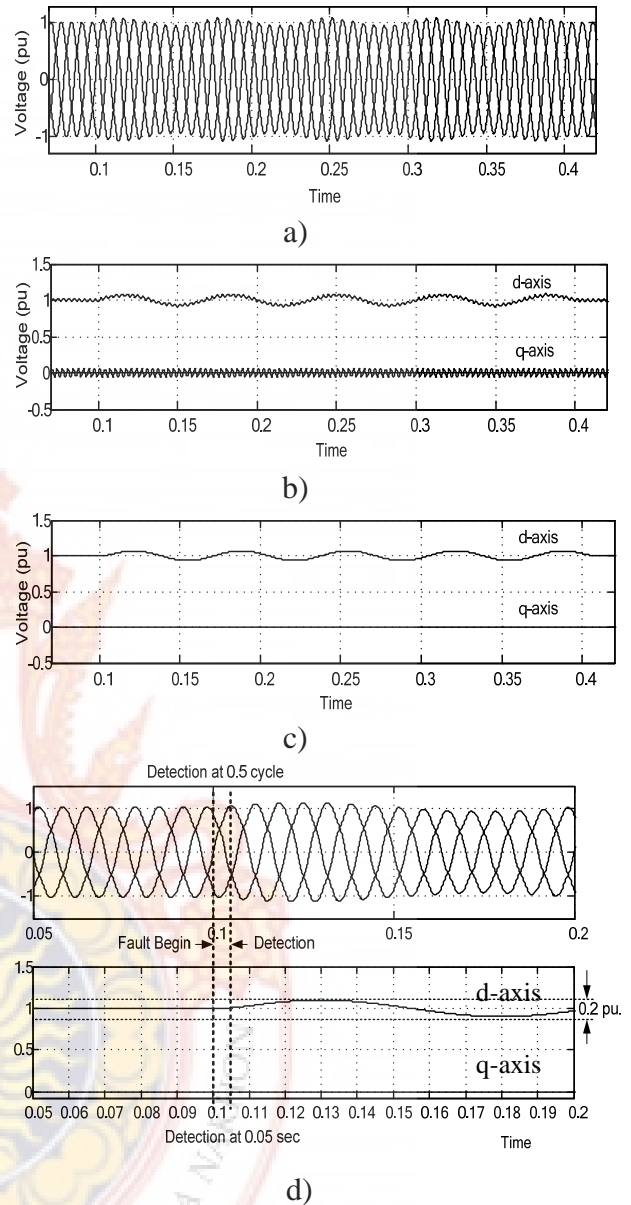 Voltage (pu)
1
0
-1
0.1 0.15 0.2 0.25 0.3 0.35 0.4
Time
a)
Voltage (pu)
1.5
1
0.5
0
-0.5
d-axis
q-axis
0.1 0.15 0.2 0.25 0.3 0.35 0.4
Time
b)
Voltage (pu)
1.5
1
0.5
0
-0.5
d-axis
q-axis
0.1 0.15 0.2 0.25 0.3 0.35 0.4
Time
c)
Detection at 0.5 cycle
1
0
-1
0.05 0.1 0.15 0.2
Fault Begin Detection
1.5
1
0.5
0
d-axis
0.2 pu.
q-axis
0.05 0.06 0.07 0.08 0.09 0.1 0.11 0.12 0.13 0.14 0.15 0.16 0.17 0.18 0.19 0.2
Detection at 0.05 sec Time
d)